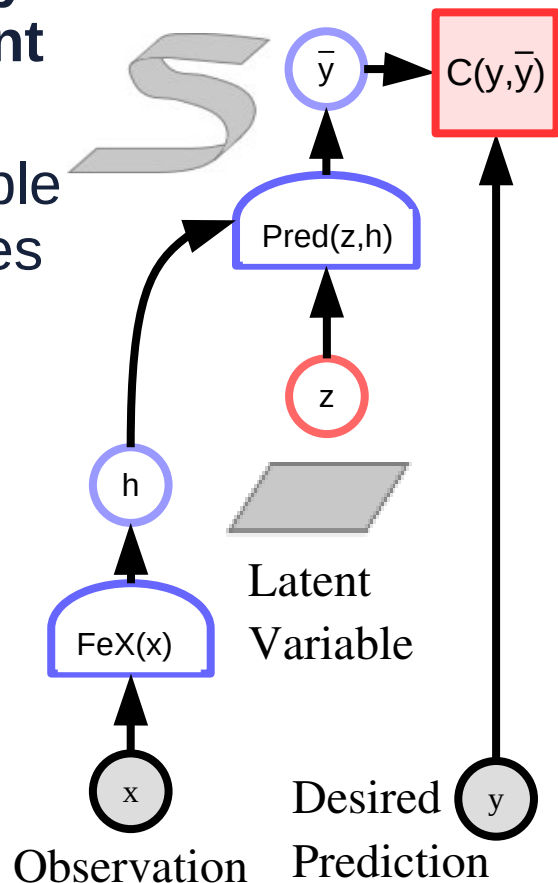 ȳ
C(y,ȳ)
Pred(z,h)
z
h
Latent
Variable
FeX(x)
x
Desired
y
Observation
Prediction